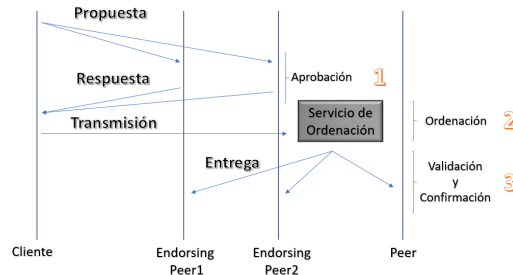 Propuesta
Respuesta
Aprobación
1
Servicio de
Ordenación
Transmisión
Ordenación
2
Entrega
Validación
y
Confirmación
3
Cliente
Endorsing
Peer1
Endorsing
Peer2
Peer